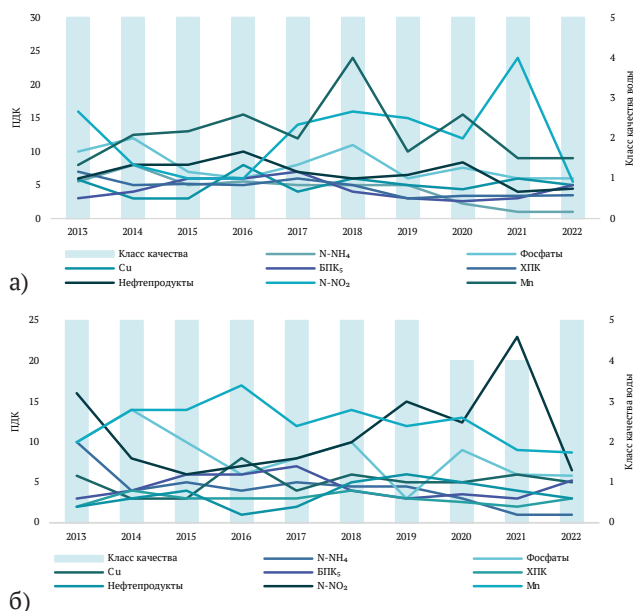 30
25
20
15
10
5
0
ПДК
5
4
3
2
1
0
Класс качества воды
2013 2014 2015 2016 2017 2018 2019 2020 2021 2022
Класс качества N-NH₄ Фосфаты
Cu БПК₅ ХПК
Нефтепродукты N-NO₂ Mn
а)
25
20
15
10
5
0
ПДК
5
4
3
2
1
0
Класс качества воды
2013 2014 2015 2016 2017 2018 2019 2020 2021 2022
Класс качества N-NH₄ Фосфаты
Cu БПК₅ ХПК
Нефтепродукты N-NO₂ Mn
б)